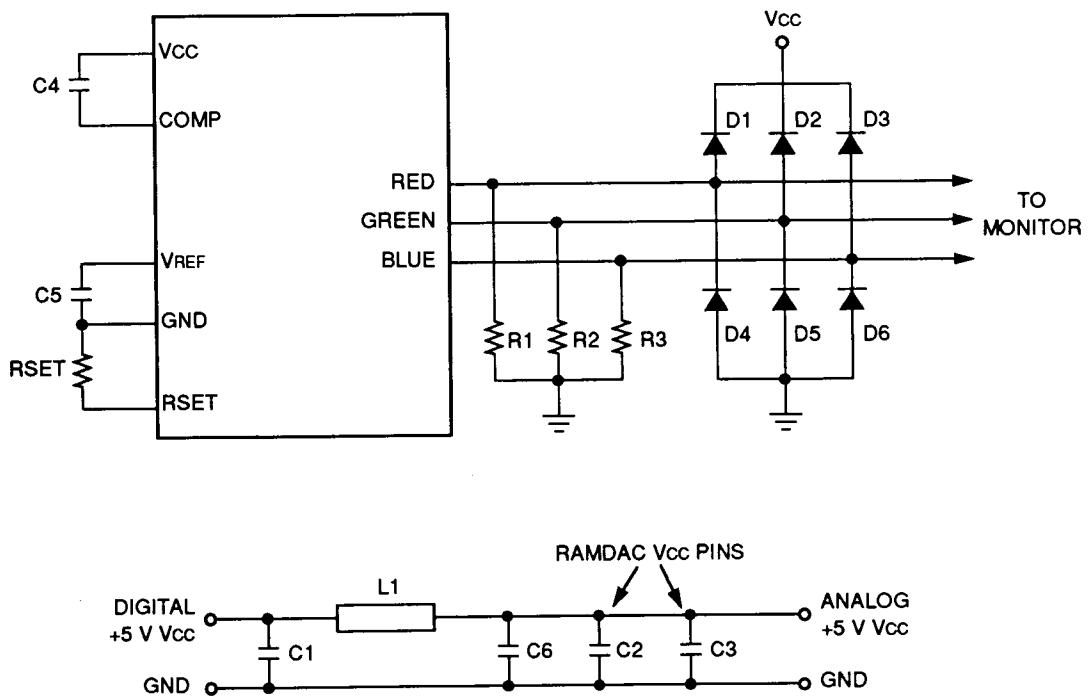 VCC
VCC
C4
COMP
D1
D2
D3
RED
TO
MONITOR
GREEN
BLUE
VREF
C5
GND
D4
D5
D6
R1
R2
R3
RSET
RSET
RAMDAC VCC PINS
L1
DIGITAL
+5 V VCC
ANALOG
+5 V VCC
C1
C6
C2
C3
GND
GND